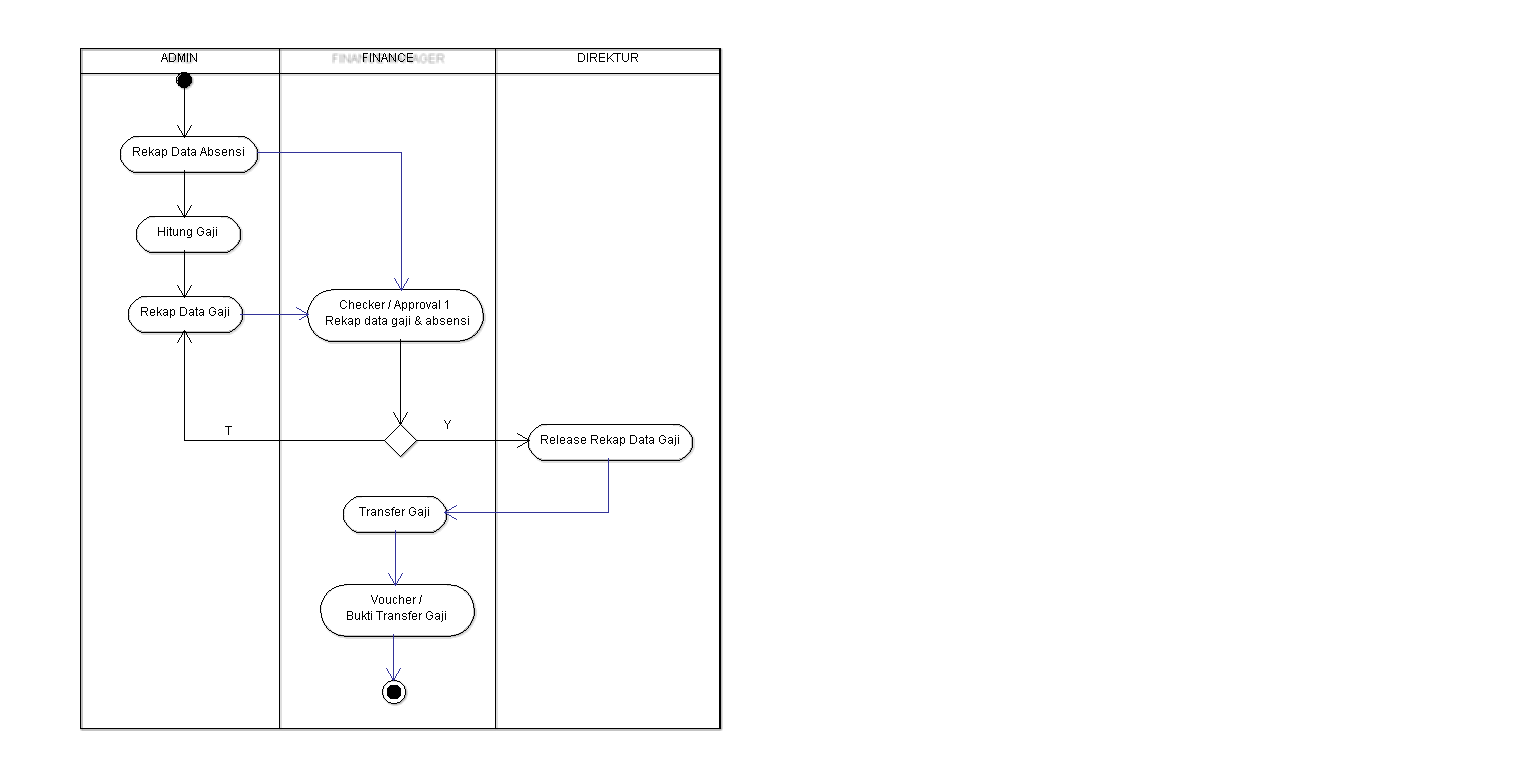 ADMIN
FINANCE
DIREKTUR
Rekap Data Absensi
Hitung Gaji
Rekap Data Gaji
Checker / Approval 1
Rekap data gaji & absensi
T
Y
Release Rekap Data Gaji
Transfer Gaji
Voucher /
Bukti Transfer Gaji